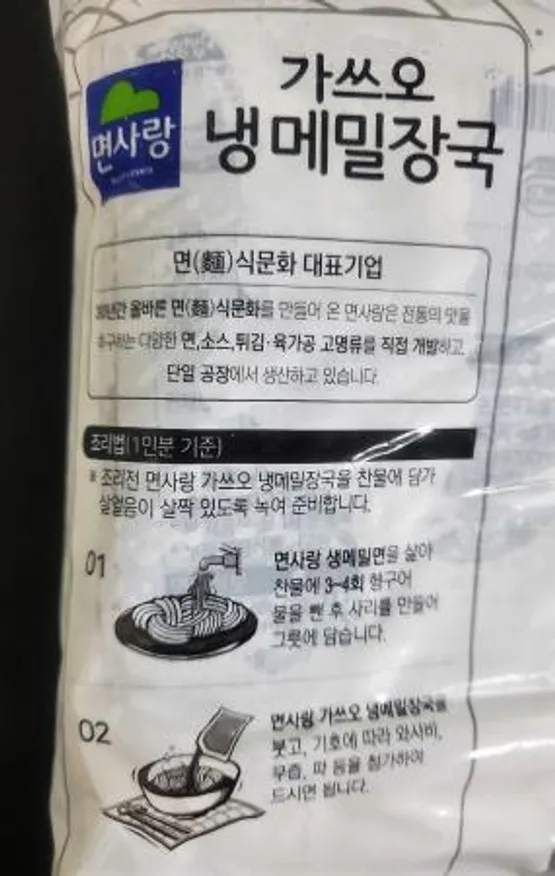 면사랑
가쓰오
냉메밀장국
면(麵)식문화 대표기업
올바른 면(麵)식문화를 만들어 온 면사랑은 전통의 맛을
추구하는 다양한 면,소스,튀김·육가공 고명류를 직접 개발하고,
단일 공장에서 생산하고 있습니다.
조리법(1인분 기준)
* 조리전 면사랑 가쓰오 냉메밀장국을 찬물에 담가
살얼음이 살짝 있도록 녹여 준비합니다.
01
면사랑 생메밀면을 삶아
찬물에 3~4회 헹구어
물을 뺀 후 사리를 만들어
그릇에 담습니다.
02
면사랑 가쓰오 냉메밀장국을
붓고, 기호에 따라 와사비,
무즙, 파 등을 첨가하여
드시면 됩니다.